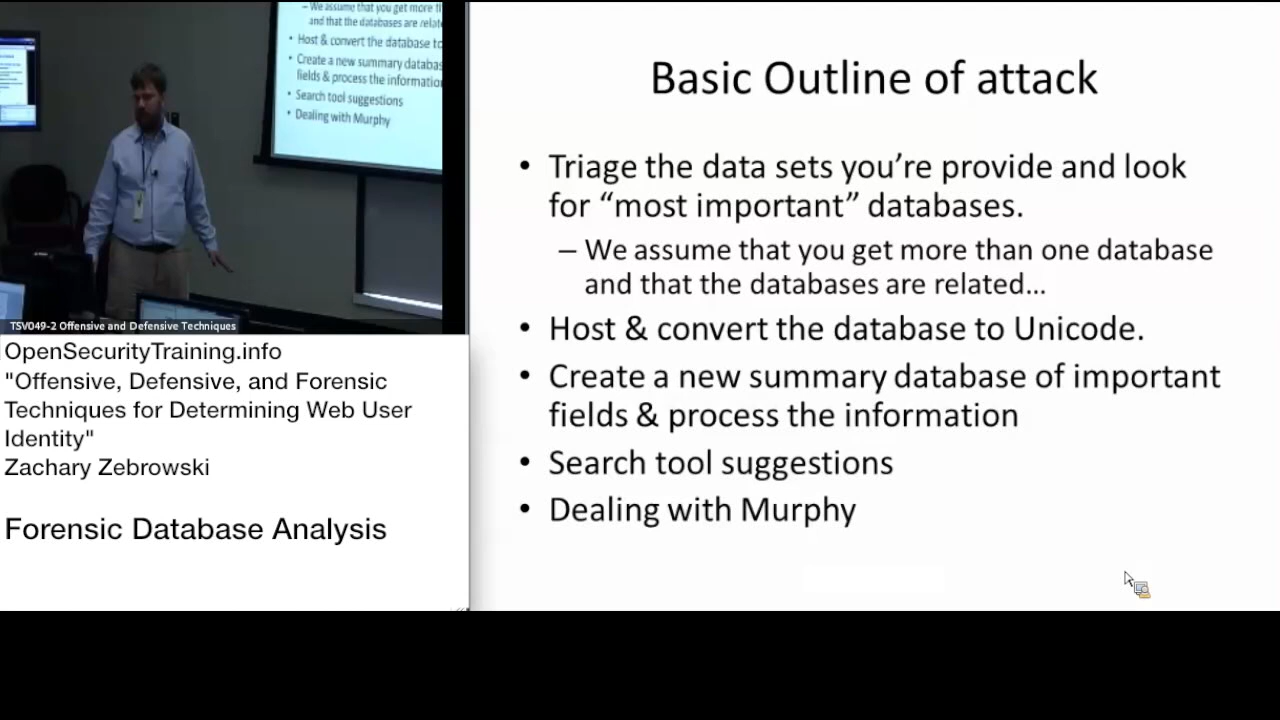 – We assume that you get more t
and that the databases are relat
• Host & convert the database to
• Create a new summary databas
fields & process the information
• Search tool suggestions
• Dealing with Murphy
TSV049-2 Offensive and Defensive Techniques
OpenSecurityTraining.info
"Offensive, Defensive, and Forensic
Techniques for Determining Web User
Identity"
Zachary Zebrowski
Forensic Database Analysis
Basic Outline of attack
• Triage the data sets you’re provide and look
for “most important” databases.
– We assume that you get more than one database
and that the databases are related…
• Host & convert the database to Unicode.
• Create a new summary database of important
fields & process the information
• Search tool suggestions
• Dealing with Murphy